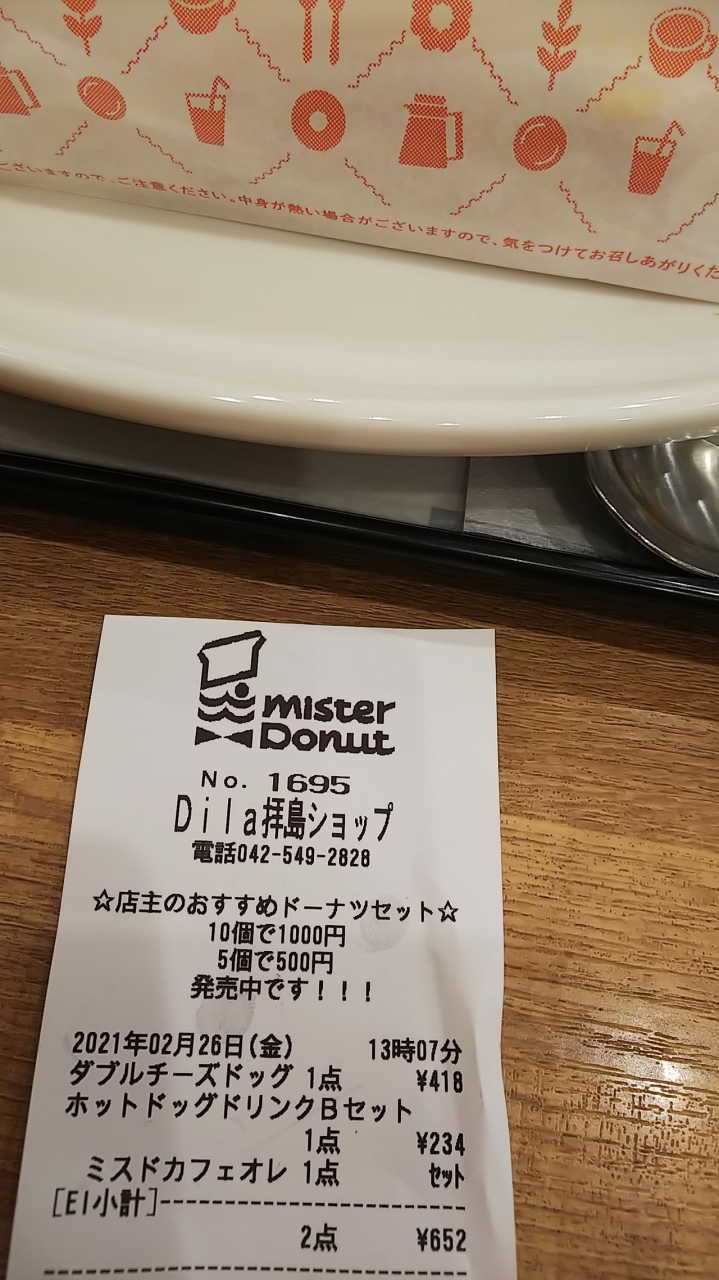 ございますので、ご注意ください。中身が熱い場合がございますので、気をつけてお召しあがりくだ
mister
Donut
No. 1695
Dila拝島ショップ
電話042-549-2828
☆店主のおすすめドーナツセット☆
10個で1000円
5個で500円
発売中です!!!
2021年02月26日(金) 13時07分
ダブルチーズドッグ 1点 ¥418
ホットドッグドリンクBセット
1点 ¥234
ミスドカフェオレ 1点 セット
[EI小計]--------------------
2点 ¥652